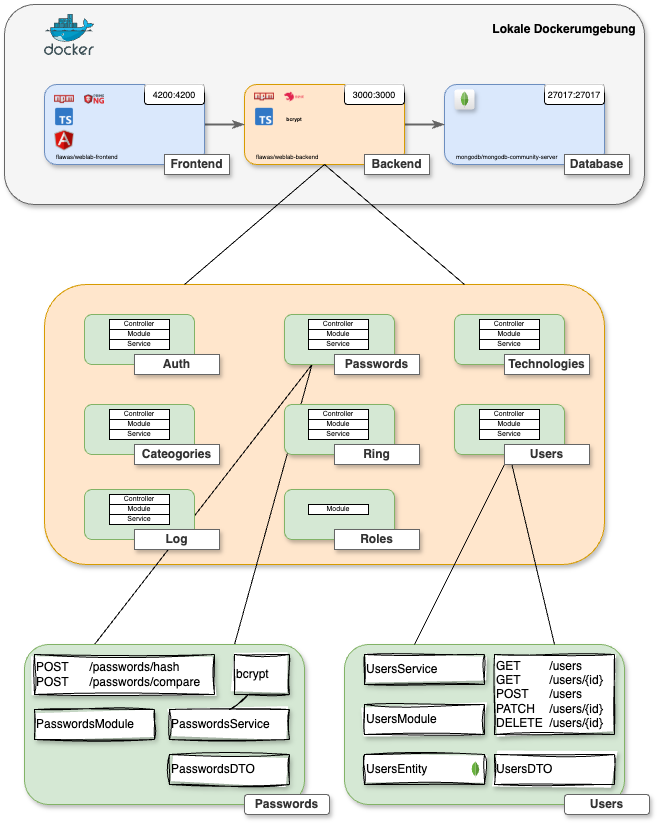 Lokale Dockerumgebung
docker
4200:4200
TS
flawas/weblab-frontend
Frontend
3000:3000
TS
bcrypt
flawas/weblab-backend
Backend
27017:27017
mongodb/mongodb-community-server
Database
Controller
Module
Service
Auth
Controller
Module
Service
Passwords
Controller
Module
Service
Technologies
Controller
Module
Service
Cateogories
Controller
Module
Service
Ring
Controller
Module
Service
Users
Controller
Module
Service
Log
Module
Roles
POST /passwords/hash
POST /passwords/compare
bcrypt
PasswordsModule
PasswordsService
PasswordsDTO
Passwords
UsersService
GET /users
GET /users/{id}
POST /users
PATCH /users/{id}
DELETE /users/{id}
UsersModule
UsersEntity
UsersDTO
Users